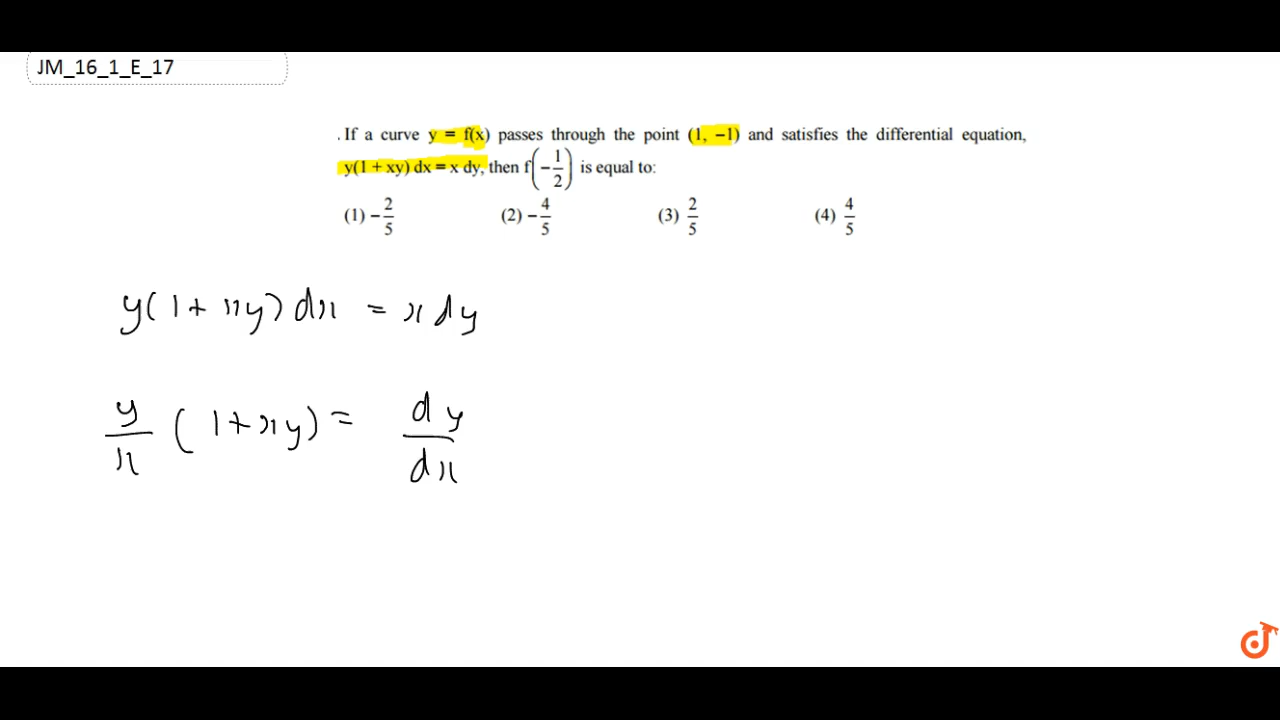 JM_16_1_E_17
. If a curve y = f(x) passes through the point (1, −1) and satisfies the differential equation,
y(1 + xy) dx = x dy, then f(−1/2) is equal to:
(1) −2/5 (2) −4/5 (3) 2/5 (4) 4/5
y(1 + xy) dx = x dy
y/x (1+xy) = dy/dx
d